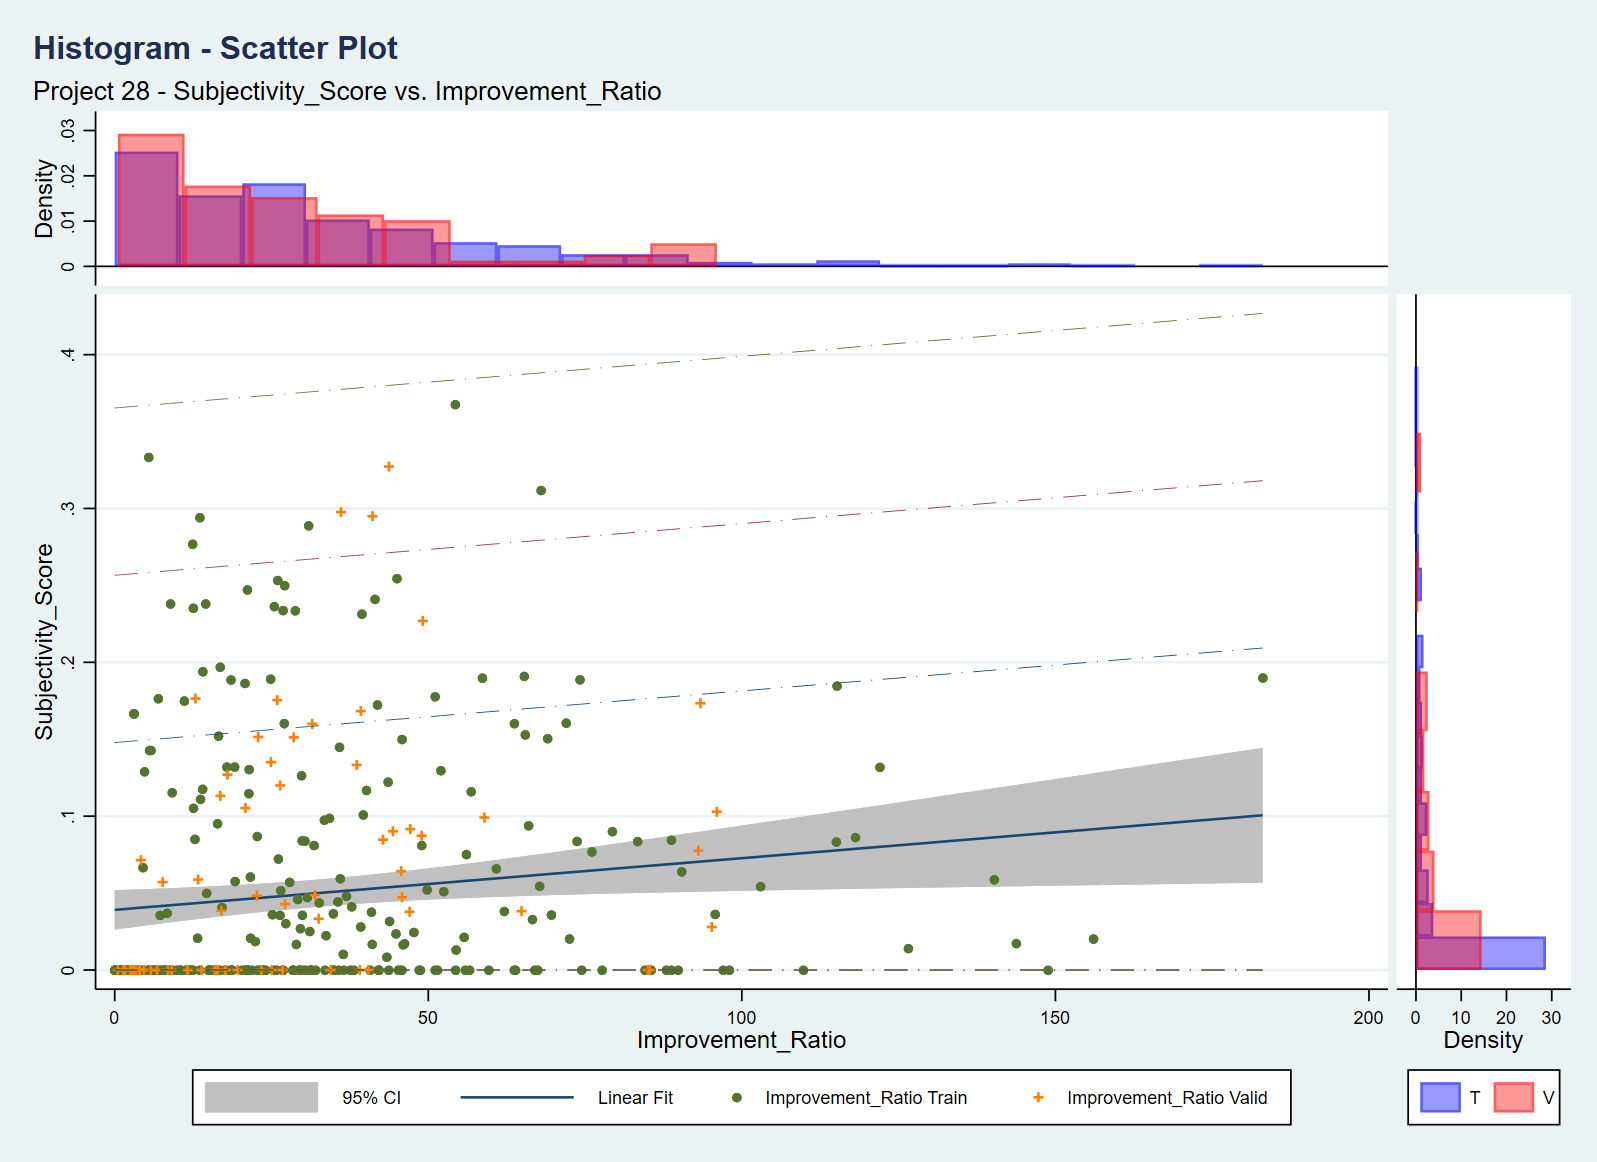 Histogram - Scatter Plot
Project 28 - Subjectivity_Score vs. Improvement_Ratio
Density
.03
.02
.01
0
Subjectivity_Score
.4
.3
.2
.1
0
0 50 100 150 200
Improvement_Ratio
0 10 20 30
Density
95% CI Linear Fit Improvement_Ratio Train Improvement_Ratio Valid
T V